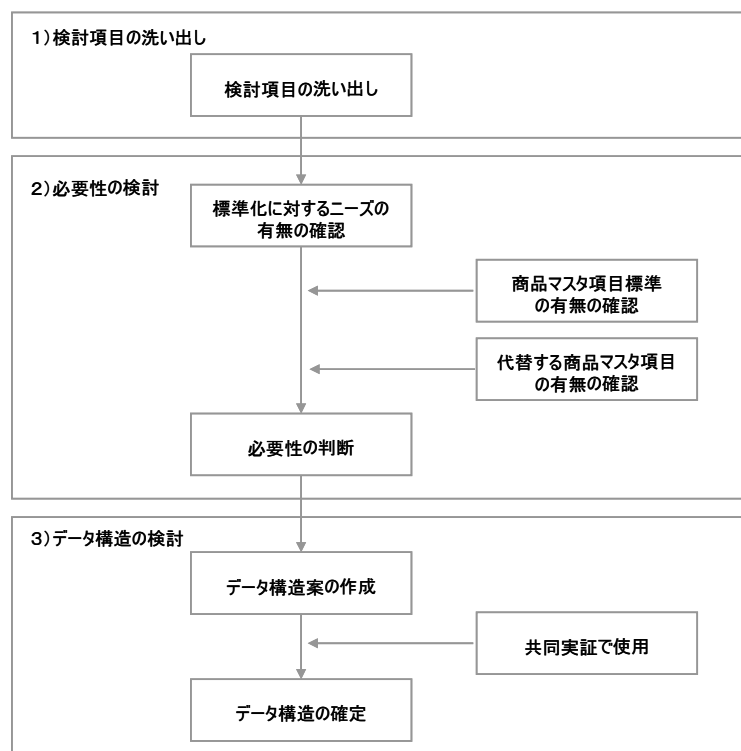 1)検討項目の洗い出し
検討項目の洗い出し
2)必要性の検討
標準化に対するニーズの
有無の確認
商品マスタ項目標準
の有無の確認
代替する商品マスタ項目
の有無の確認
必要性の判断
3)データ構造の検討
データ構造案の作成
共同実証で使用
データ構造の確定